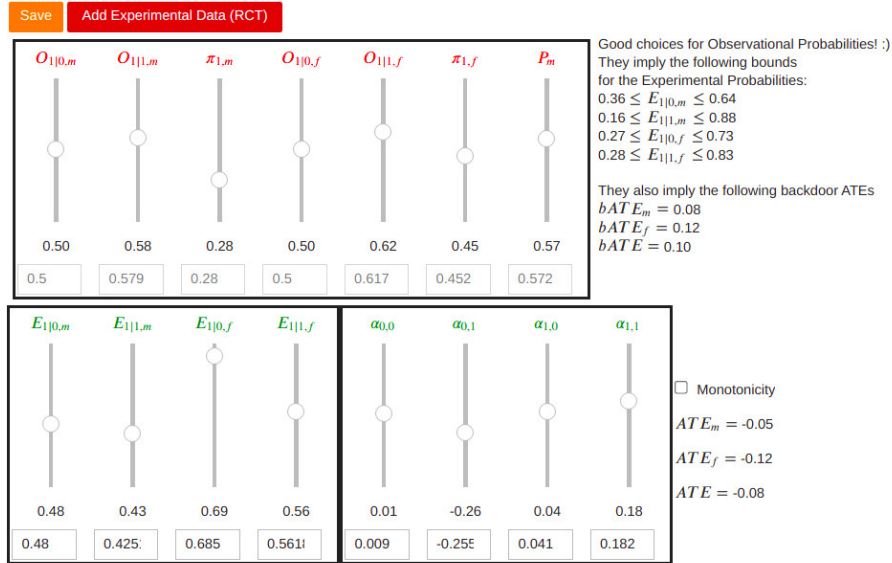 Save Add Experimental Data (RCT)
O1|0,m O1|1,m π1,m O1|0,f O1|1,f π1,f Pm
0.50 0.58 0.28 0.50 0.62 0.45 0.57
0.5 0.579 0.28 0.5 0.617 0.452 0.572
Good choices for Observational Probabilities! :)
They imply the following bounds
for the Experimental Probabilities:
0.36 ≤ E1|0,m ≤ 0.64
0.16 ≤ E1|1,m ≤ 0.88
0.27 ≤ E1|0,f ≤ 0.73
0.28 ≤ E1|1,f ≤ 0.83
They also imply the following backdoor ATEs
bATEm = 0.08
bATEf = 0.12
bATE = 0.10
E1|0,m E1|1,m E1|0,f E1|1,f
0.48 0.43 0.69 0.56
0.48 0.425 0.685 0.561
α0,0 α0,1 α1,0 α1,1
0.01 -0.26 0.04 0.18
0.009 -0.255 0.041 0.182
Monotonicity
ATEm = -0.05
ATEf = -0.12
ATE = -0.08